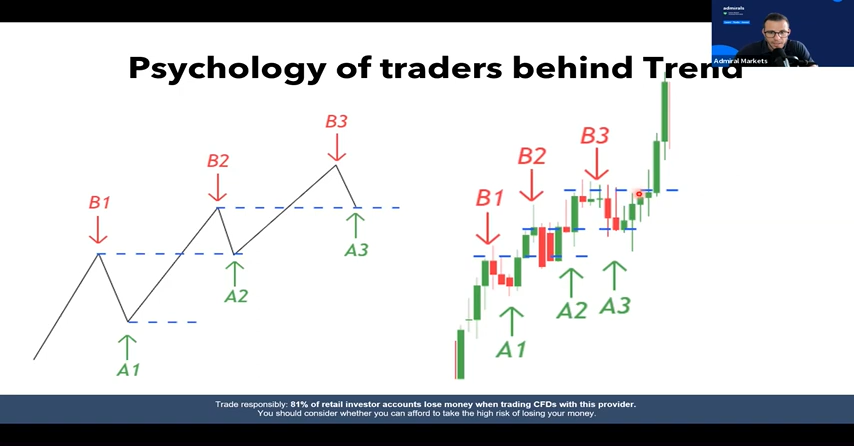 admirals
Admiral Markets
Psychology of traders behind Trend
B3
B2
B1
A3
A2
A1
B3
B2
B1
A2
A3
A1
Trade responsibly: 81% of retail investor accounts lose money when trading CFDs with this provider.
You should consider whether you can afford to take the high risk of losing your money.